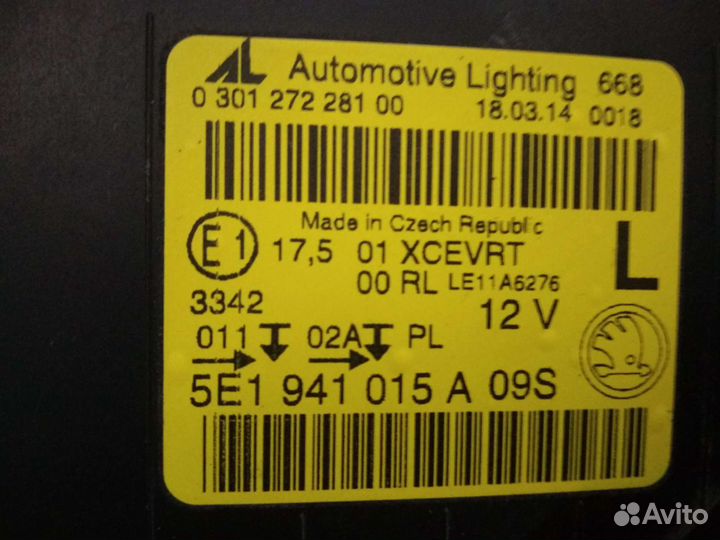 AL Automotive Lighting 668
0 301 272 281 00 18.03.14 0018
Made in Czech Republic
E1 17,5 01 XCEVRT L
00 RL LE11A6276
3342 12 V
011 02A PL
5E1 941 015 A 09S
Avito